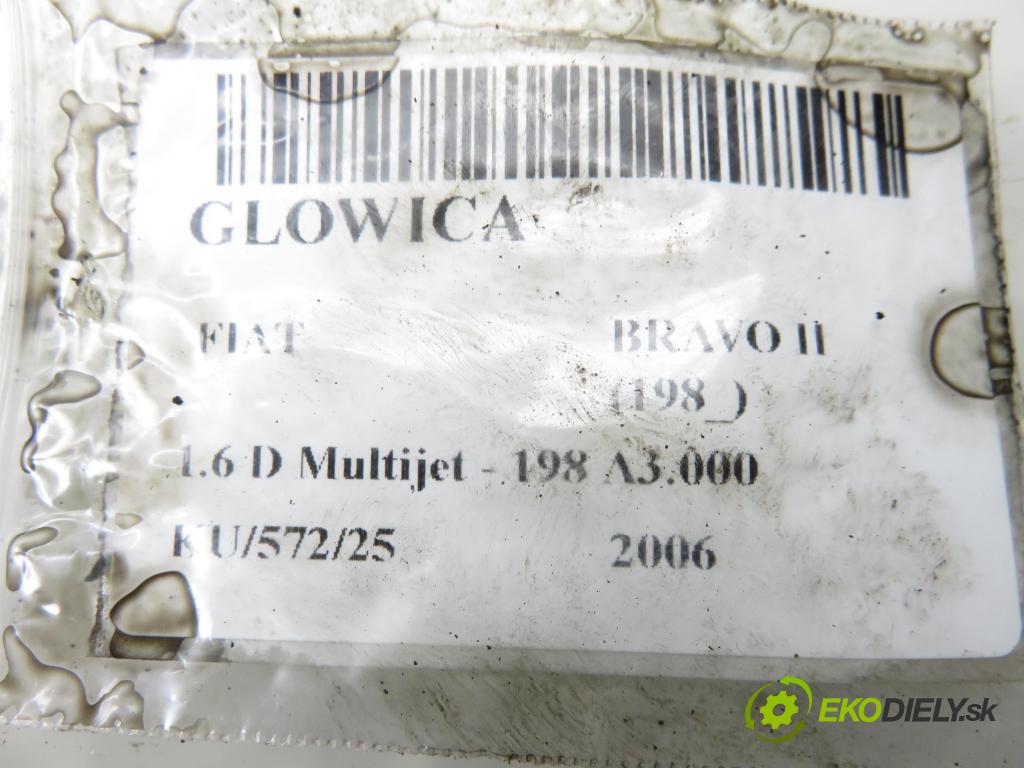 GLOWICA
FIAT BRAVO II
(198_)
1.6 D Multijet - 198 A3.000
KU/572/25 2006
EKODIELY.sk